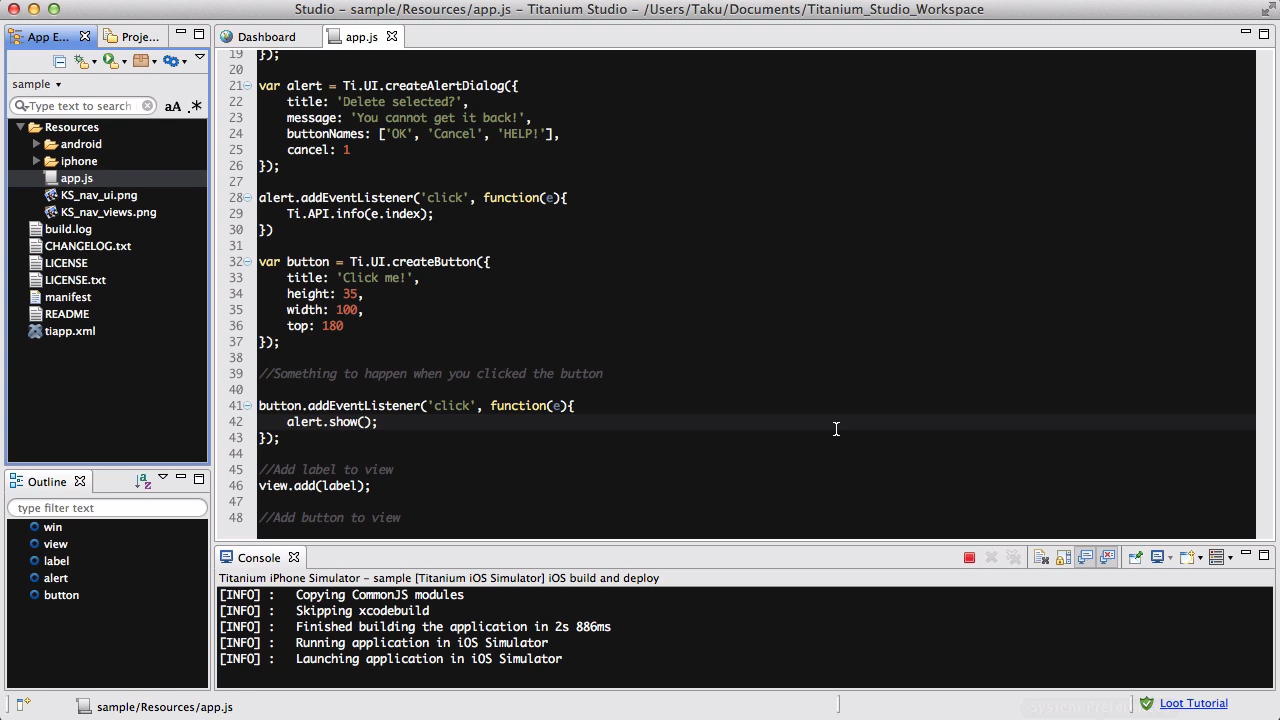 Studio – sample/Resources/app.js – Titanium Studio – /Users/Taku/Documents/Titanium_Studio_Workspace
App E...
Proje...
Dashboard
app.js
sample
Type text to search
aA .*
Resources
android
iphone
app.js
KS_nav_ui.png
KS_nav_views.png
build.log
CHANGELOG.txt
LICENSE
LICENSE.txt
manifest
README
tiapp.xml
19 });
20
21 var alert = Ti.UI.createAlertDialog({
22 title: 'Delete selected?',
23 message: 'You cannot get it back!',
24 buttonNames: ['OK', 'Cancel', 'HELP!'],
25 cancel: 1
26 });
27
28 alert.addEventListener('click', function(e){
29 Ti.API.info(e.index);
30 })
31
32 var button = Ti.UI.createButton({
33 title: 'Click me!',
34 height: 35,
35 width: 100,
36 top: 180
37 });
38
39 //Something to happen when you clicked the button
40
41 button.addEventListener('click', function(e){
42 alert.show();
43 });
44
45 //Add label to view
46 view.add(label);
47
48 //Add button to view
Outline
type filter text
win
view
label
alert
button
Console
Titanium iPhone Simulator - sample [Titanium iOS Simulator] iOS build and deploy
[INFO] : Copying CommonJS modules
[INFO] : Skipping xcodebuild
[INFO] : Finished building the application in 2s 886ms
[INFO] : Running application in iOS Simulator
[INFO] : Launching application in iOS Simulator
sample/Resources/app.js
Loot Tutorial